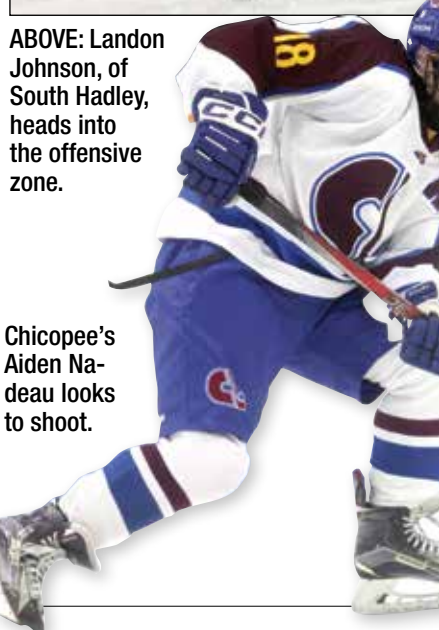 ABOVE: Landon
Johnson, of
South Hadley,
heads into
the offensive
zone.
18
CCM
Chicopee's
Aiden Na-
deau looks
to shoot.